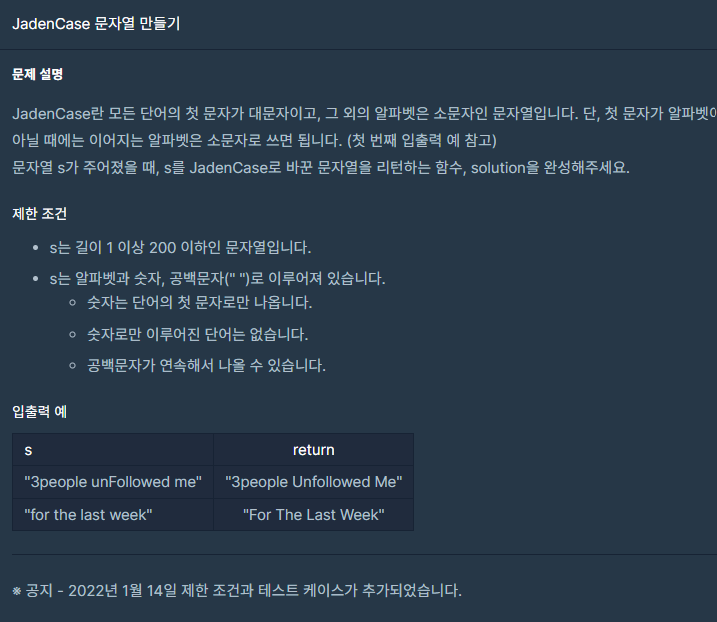 JadenCase 문자열 만들기
문제 설명
JadenCase란 모든 단어의 첫 문자가 대문자이고, 그 외의 알파벳은 소문자인 문자열입니다. 단, 첫 문자가 알파벳이
아닐 때에는 이어지는 알파벳은 소문자로 쓰면 됩니다. (첫 번째 입출력 예 참고)
문자열 s가 주어졌을 때, s를 JadenCase로 바꾼 문자열을 리턴하는 함수, solution을 완성해주세요.
제한 조건
• s는 길이 1 이상 200 이하인 문자열입니다.
• s는 알파벳과 숫자, 공백문자(" ")로 이루어져 있습니다.
◦ 숫자는 단어의 첫 문자로만 나옵니다.
◦ 숫자로만 이루어진 단어는 없습니다.
◦ 공백문자가 연속해서 나올 수 있습니다.
입출력 예
s return
"3people unFollowed me" "3people Unfollowed Me"
"for the last week" "For The Last Week"
※ 공지 - 2022년 1월 14일 제한 조건과 테스트 케이스가 추가되었습니다.